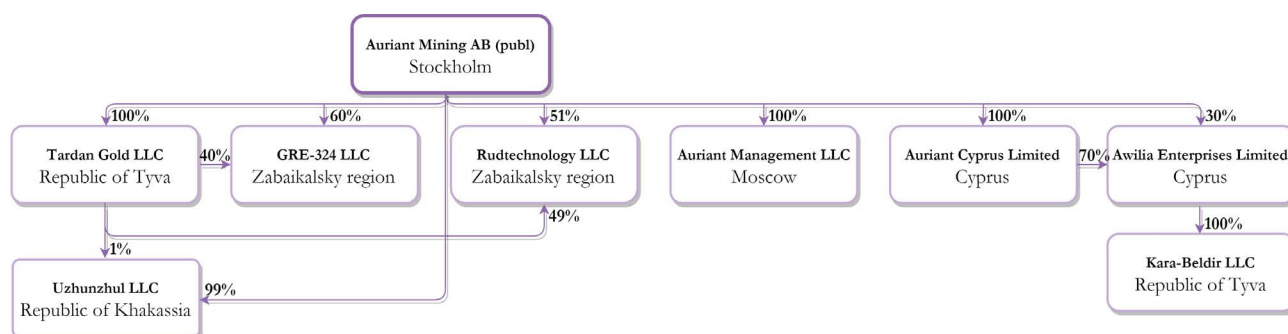 Auriant Mining AB (publ)
Stockholm
100%
60%
51%
100%
100%
30%
Tardan Gold LLC
Republic of Tyva
40%
GRE-324 LLC
Zabaikalsky region
Rudtechnology LLC
Zabaikalsky region
Auriant Management LLC
Moscow
Auriant Cyprus Limited
Cyprus
70%
Awilia Enterprises Limited
Cyprus
49%
1%
100%
Uzhunzhul LLC
Republic of Khakassia
99%
Kara-Beldir LLC
Republic of Tyva